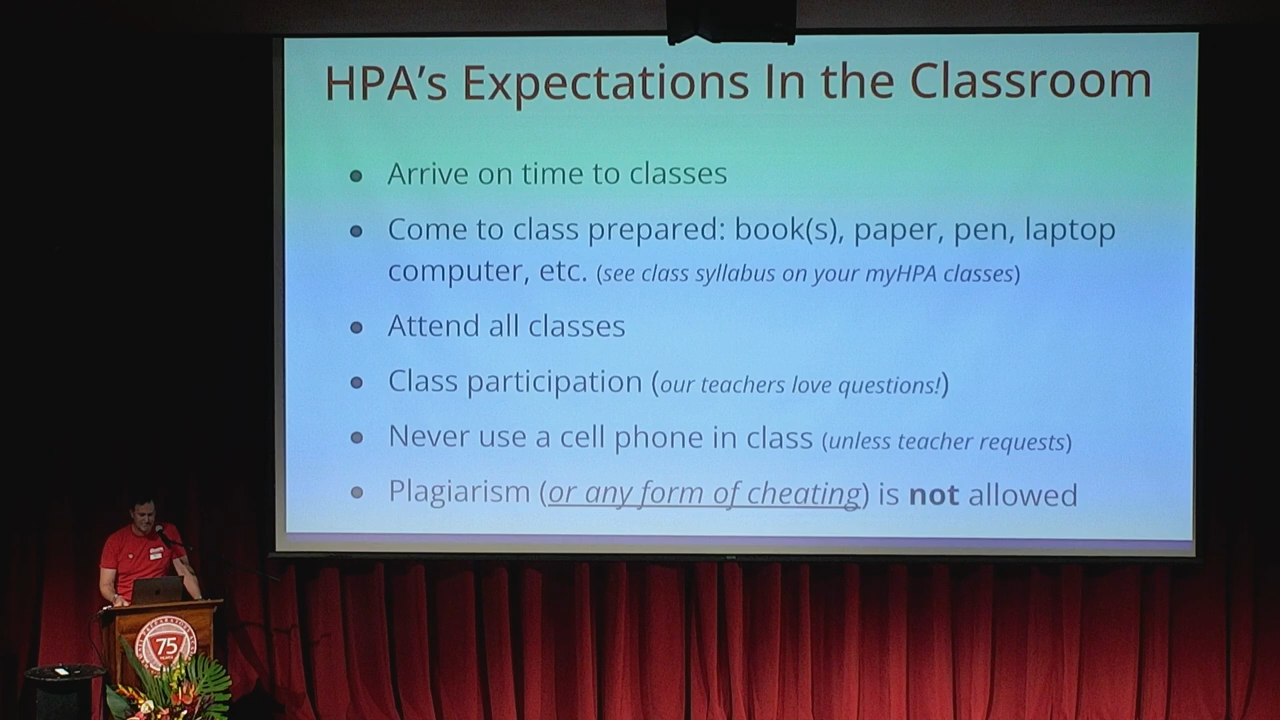 HPA's Expectations In the Classroom
• Arrive on time to classes
• Come to class prepared: book(s), paper, pen, laptop
computer, etc. (see class syllabus on your myHPA classes)
• Attend all classes
• Class participation (our teachers love questions!)
• Never use a cell phone in class (unless teacher requests)
• Plagiarism (or any form of cheating) is not allowed
75